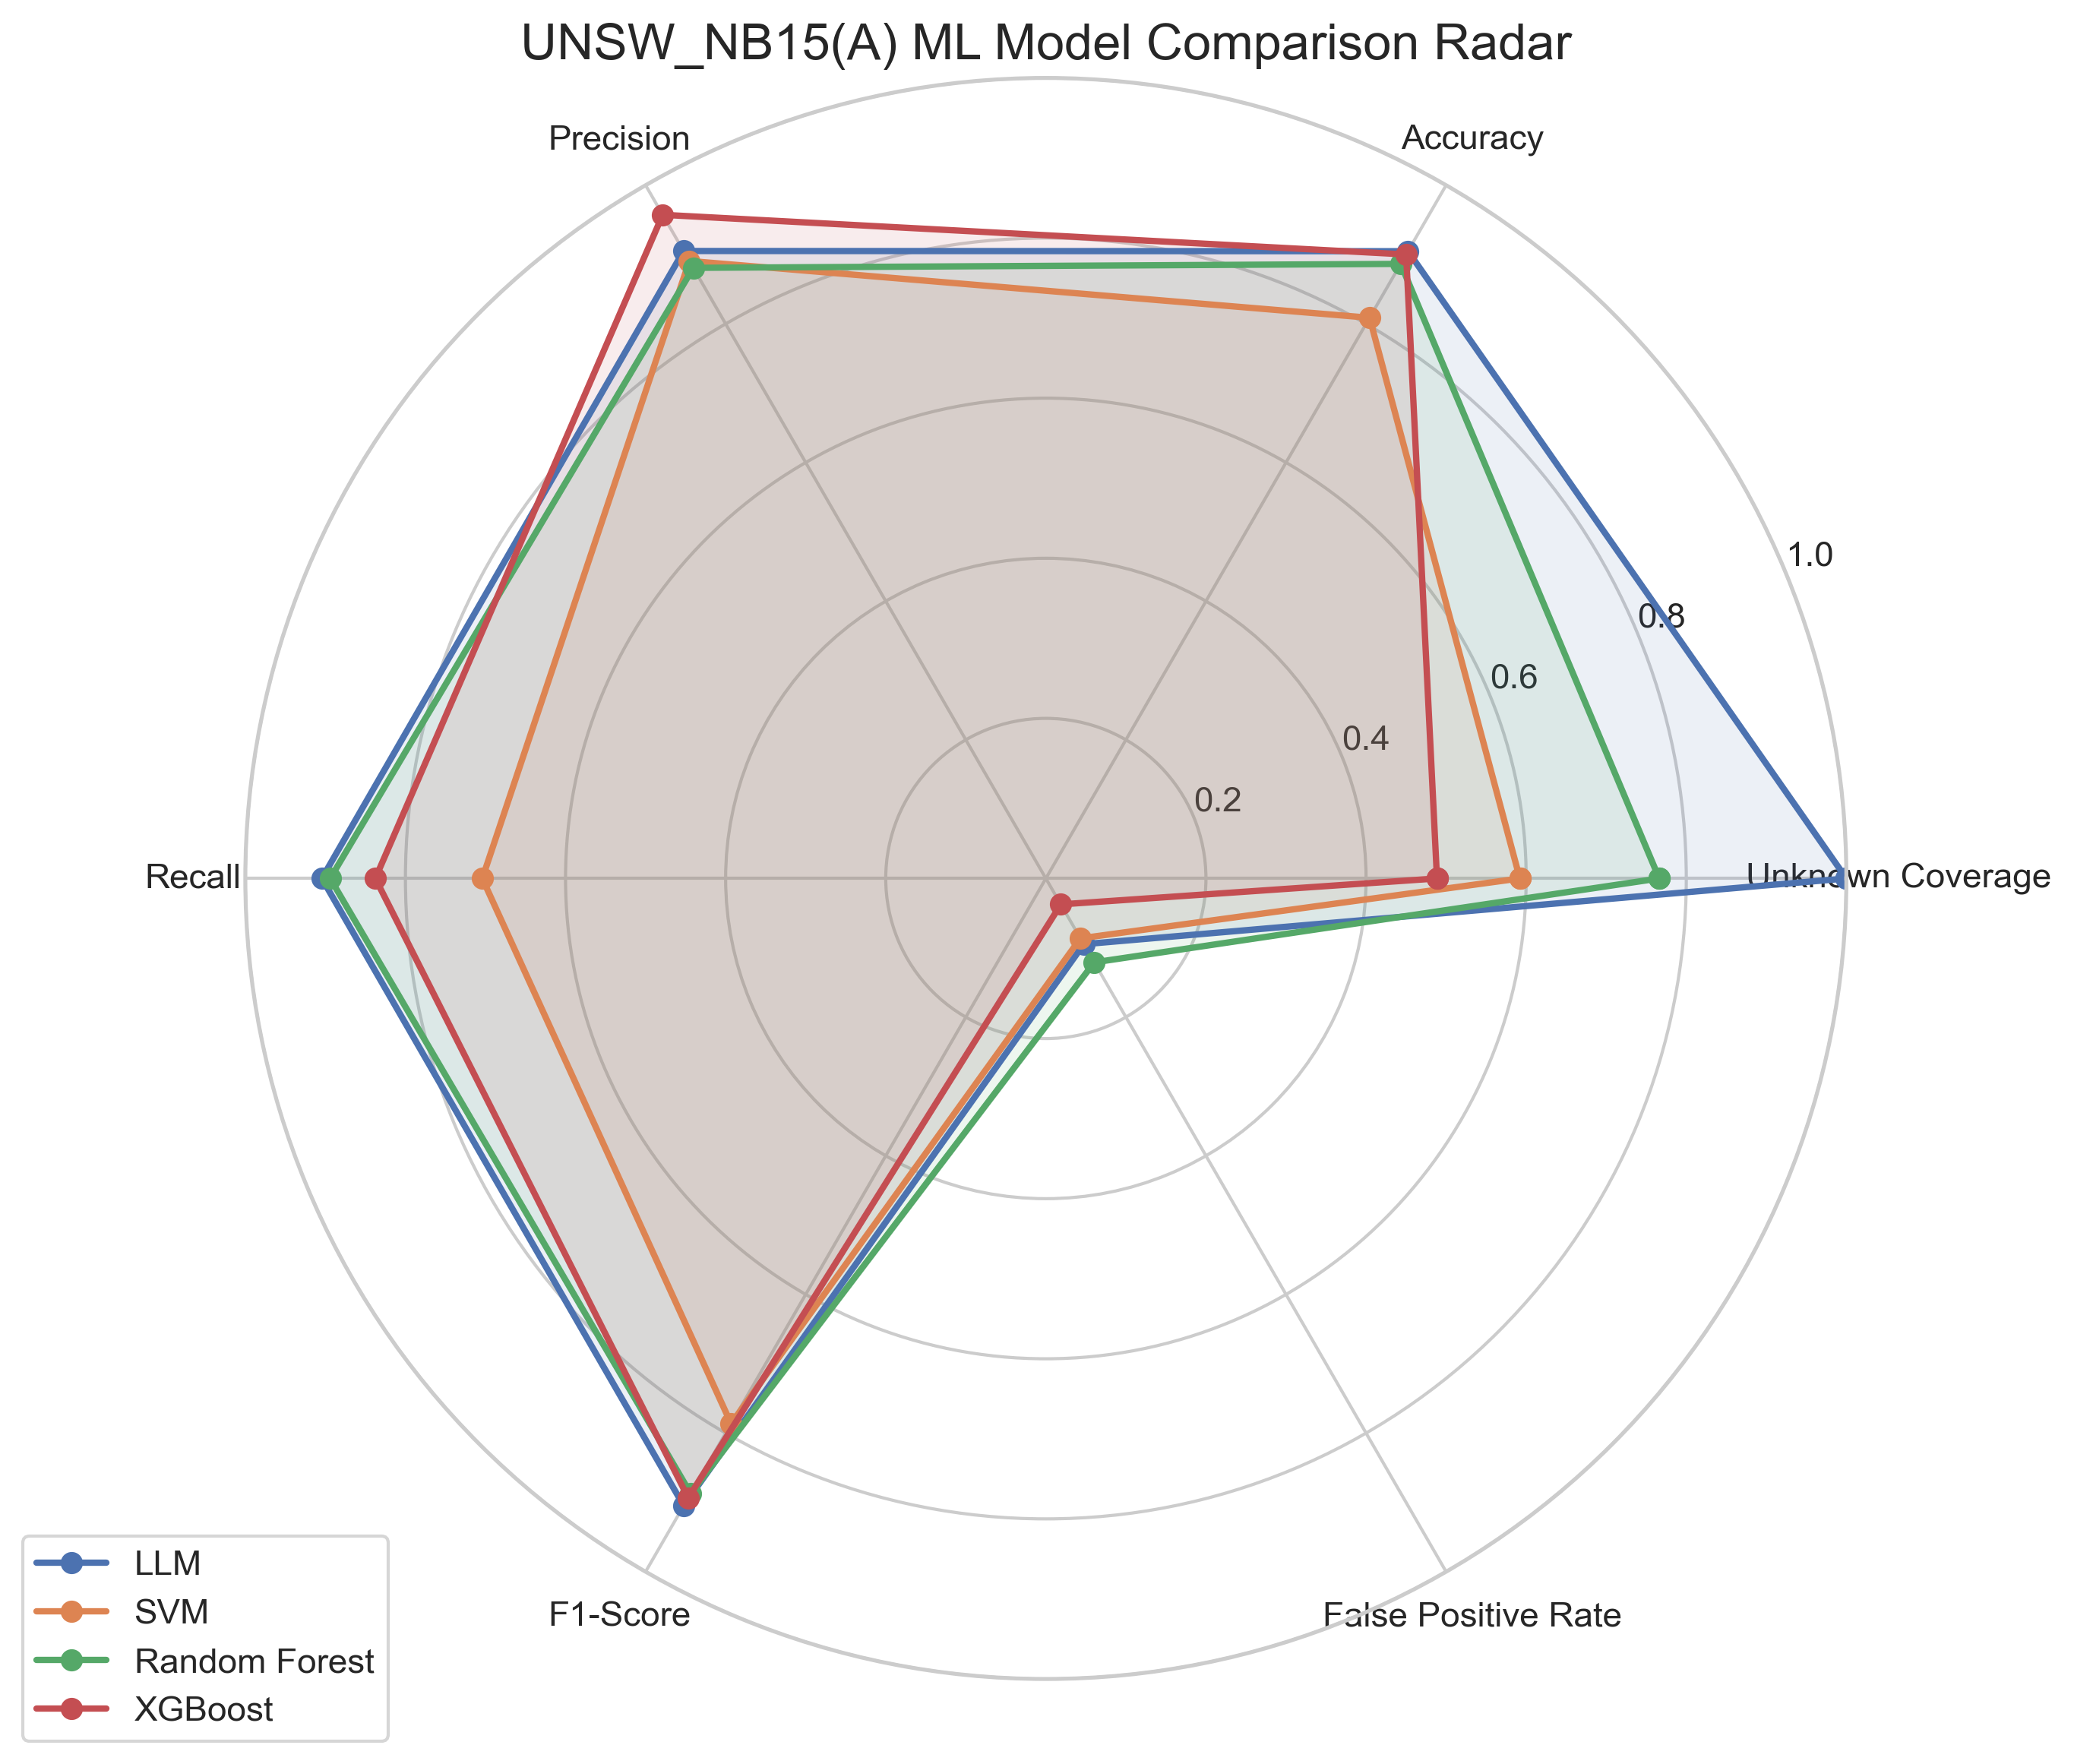 UNSW_NB15(A) ML Model Comparison Radar
Precision
Accuracy
1.0
0.8
0.6
0.4
0.2
Recall
Unknown Coverage
F1-Score
False Positive Rate
LLM
SVM
Random Forest
XGBoost